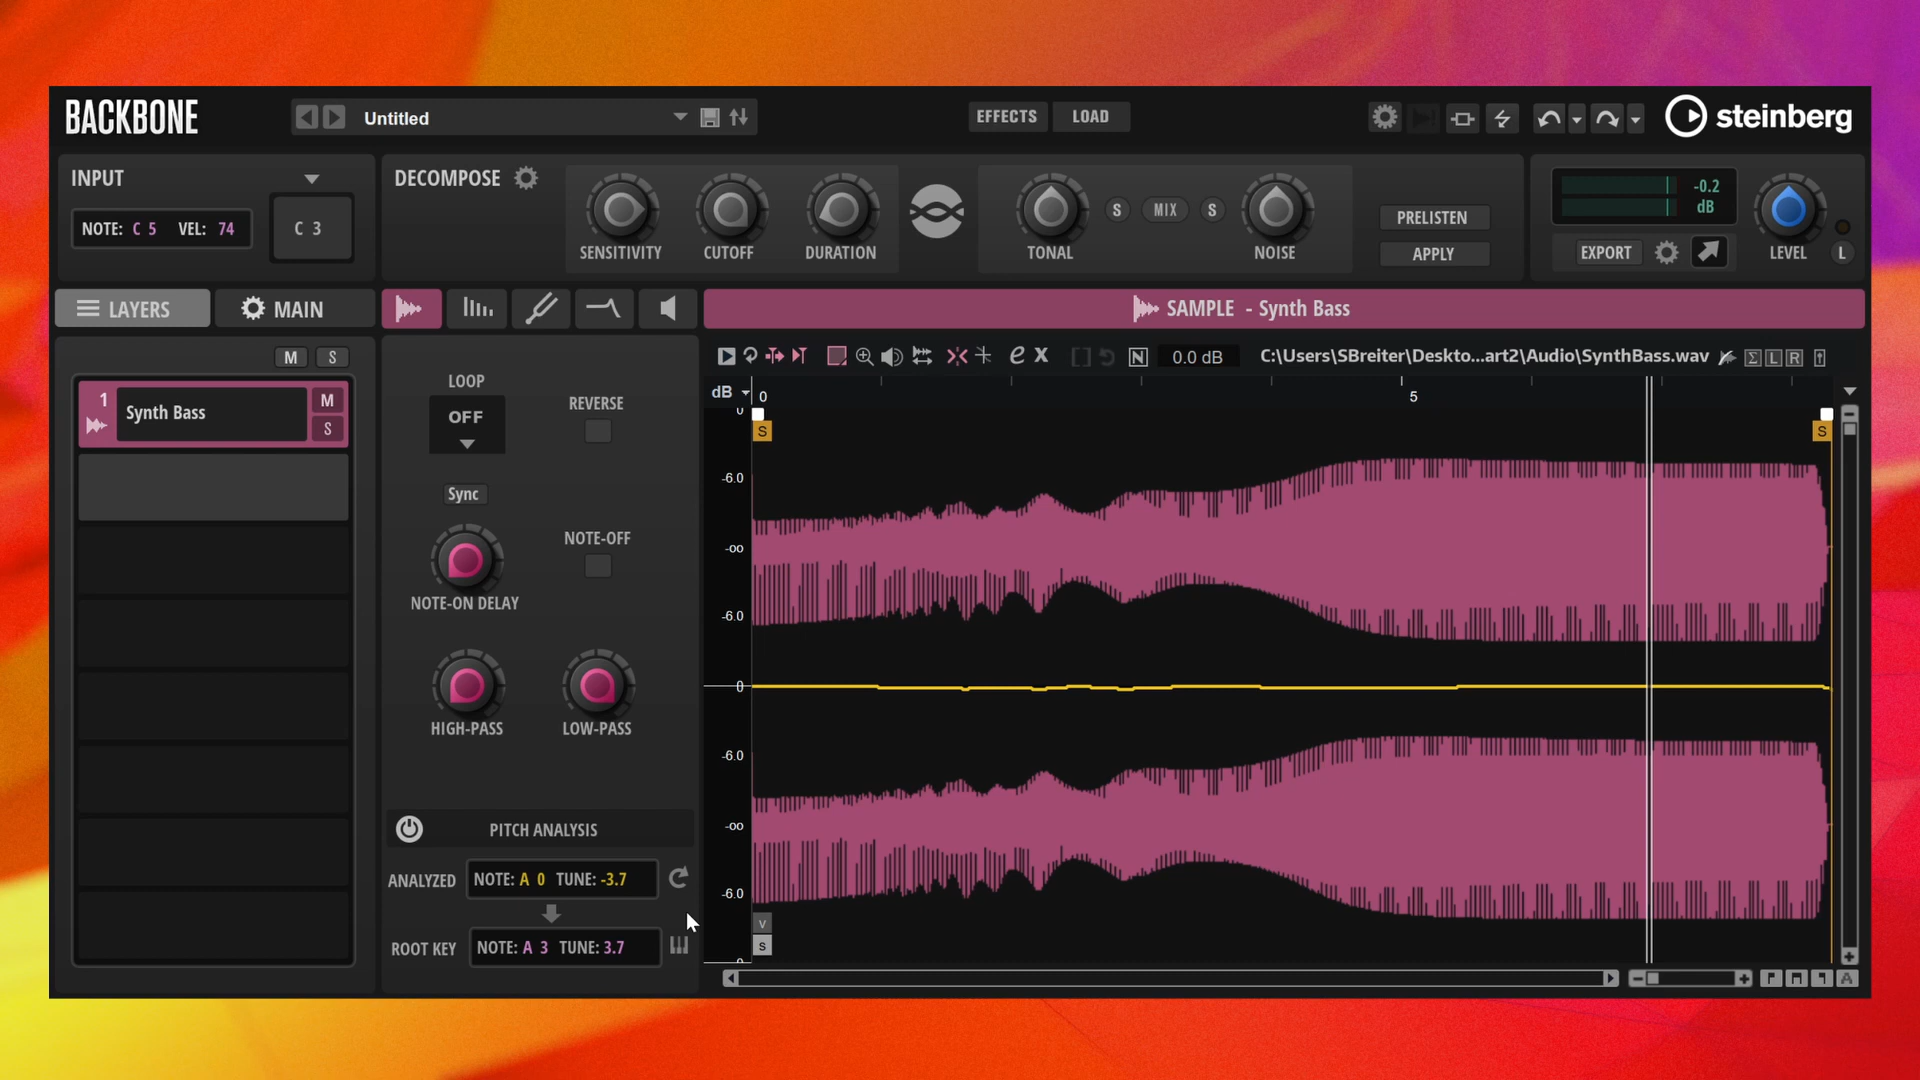 BACKBONE
Untitled
EFFECTS
LOAD
steinberg
INPUT
NOTE: C 5 VEL: 74
C 3
DECOMPOSE
SENSITIVITY
CUTOFF
DURATION
TONAL
S
MIX
S
NOISE
PRELISTEN
APPLY
-0.2
dB
EXPORT
LEVEL
L
LAYERS
MAIN
SAMPLE - Synth Bass
M
S
1
Synth Bass
M
S
LOOP
OFF
REVERSE
Sync
NOTE-OFF
NOTE-ON DELAY
HIGH-PASS
LOW-PASS
PITCH ANALYSIS
ANALYZED
NOTE: A 0 TUNE: -3.7
ROOT KEY
NOTE: A 3 TUNE: 3.7
e
X
N
0.0 dB
C:\Users\SBreiter\Deskto...art2\Audio\SynthBass.wav
Σ
L
R
dB
0
5
0
S
S
-6.0
-oo
-6.0
0
-6.0
-oo
-6.0
V
S
A